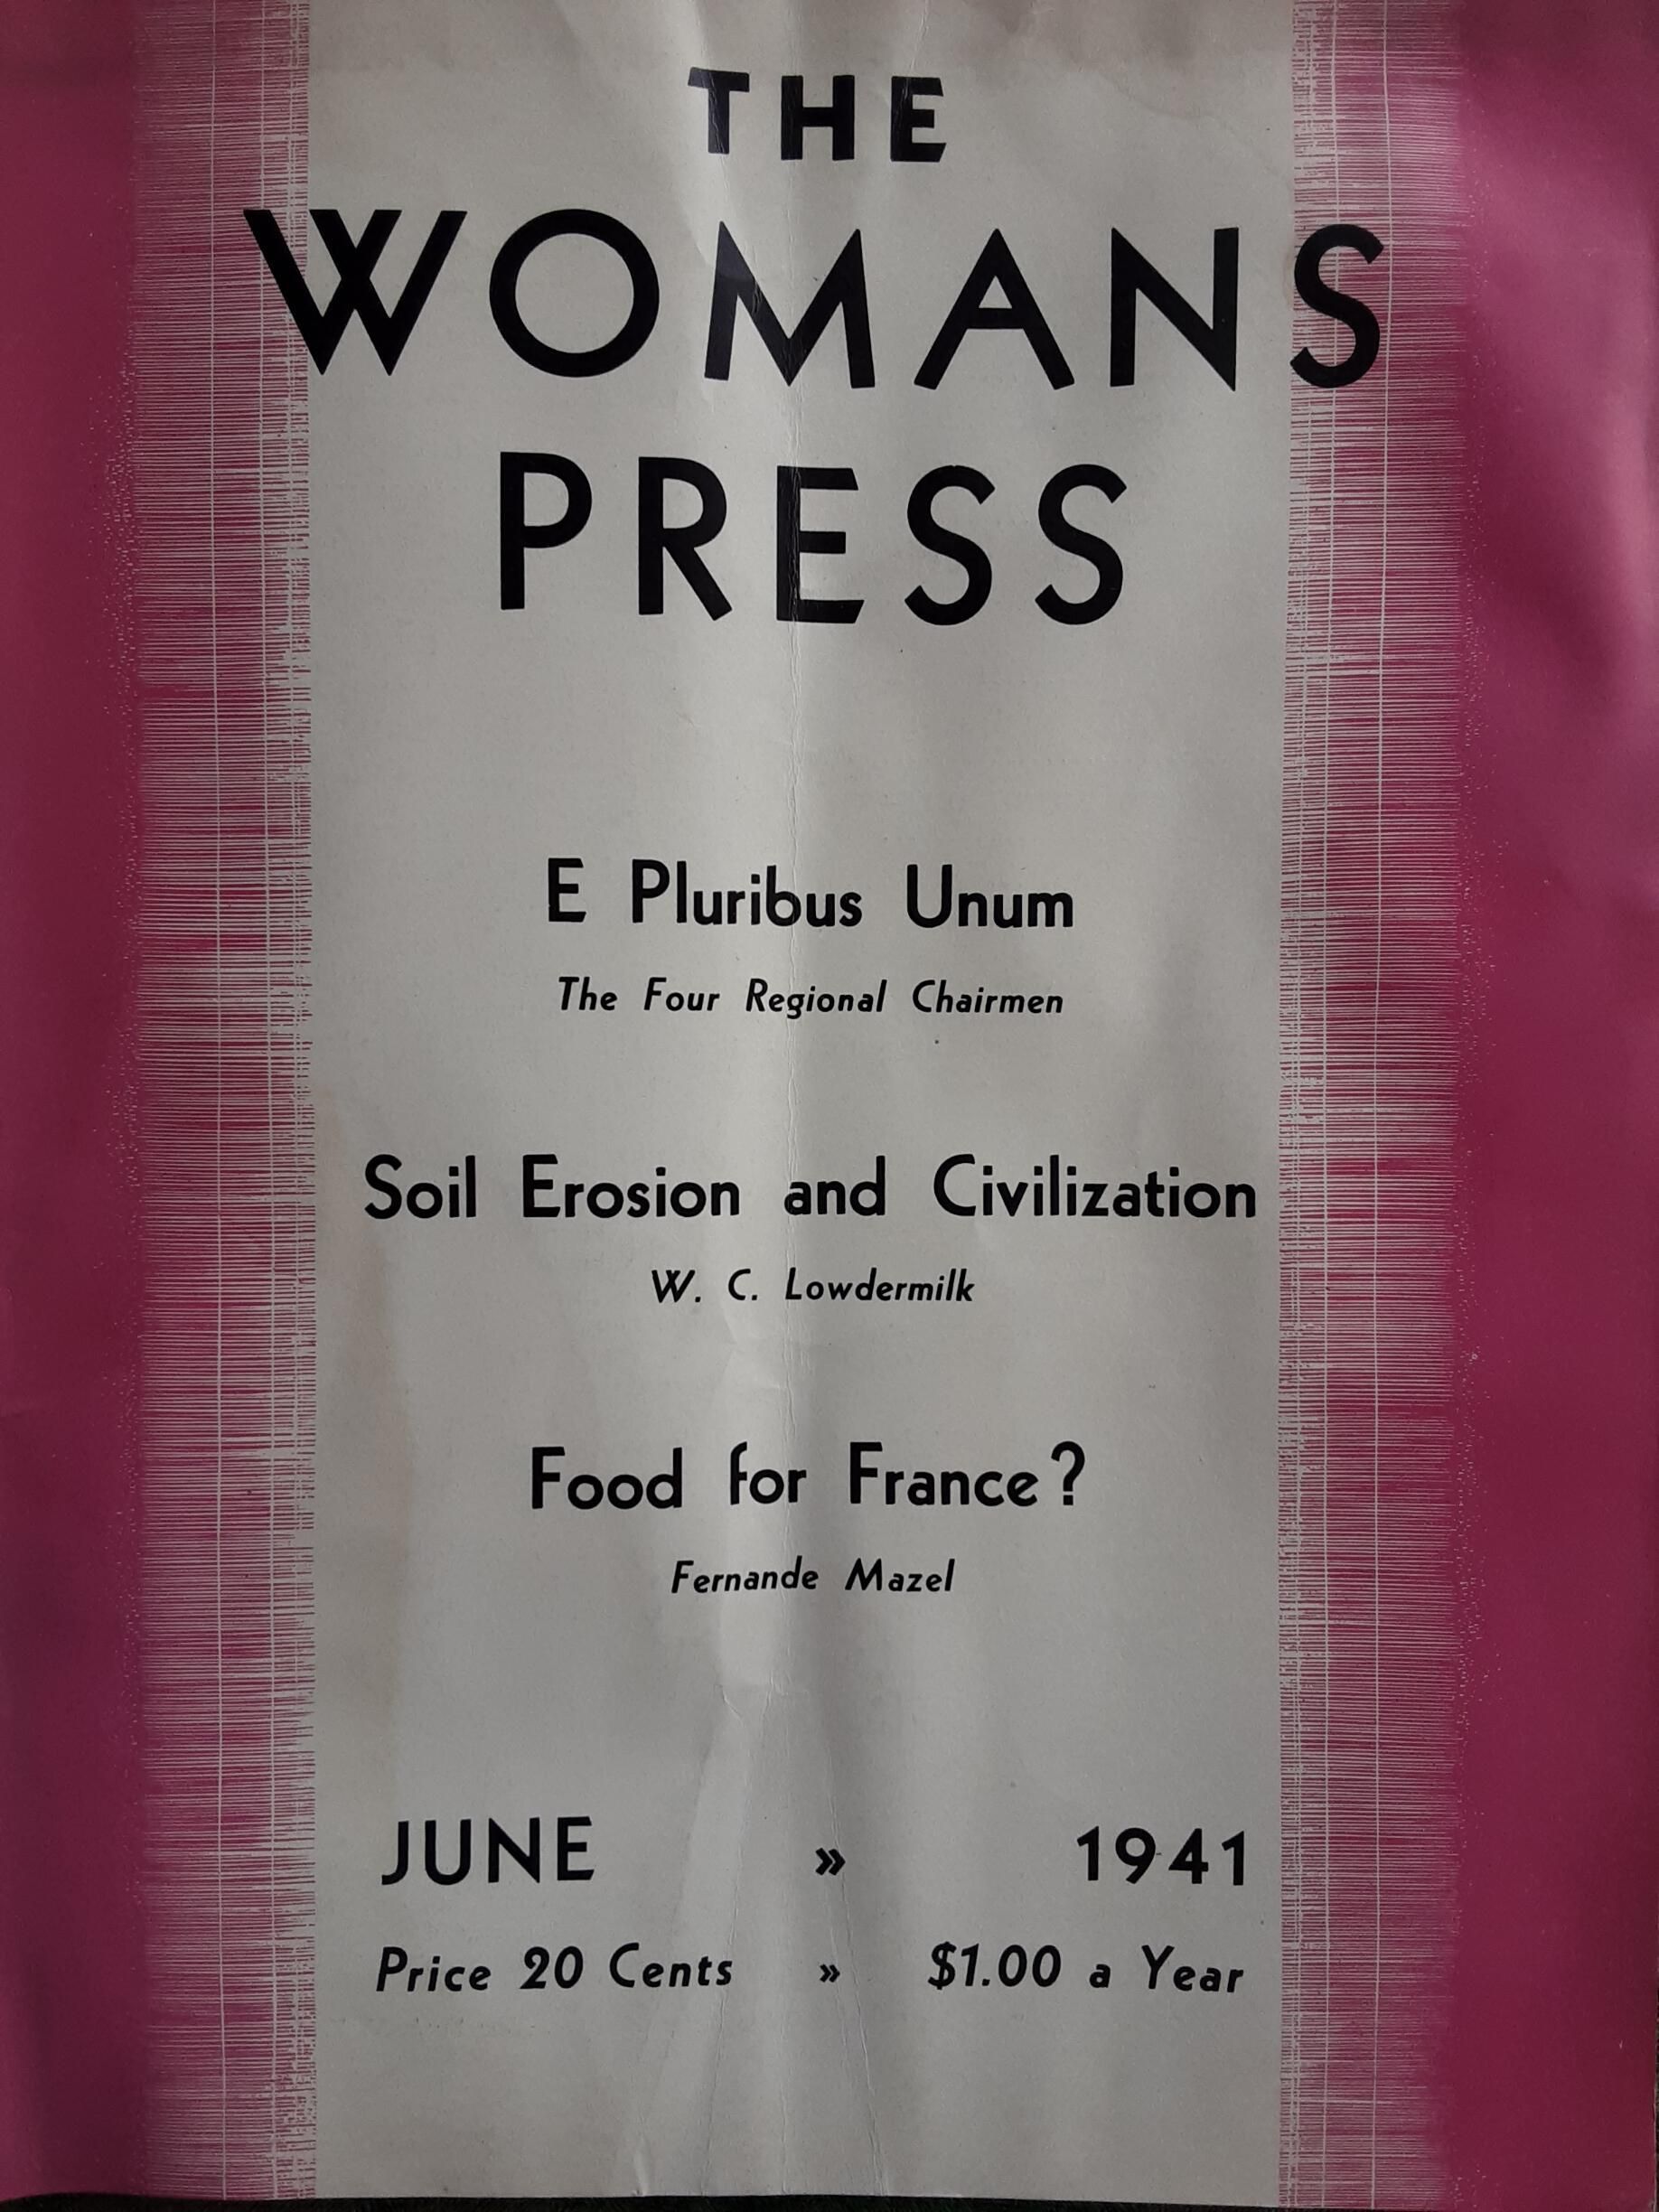 THE
WOMANS
PRESS
E Pluribus Unum
The Four Regional Chairmen
Soil Erosion and Civilization
W. C. Lowdermilk
Food for France?
Fernande Mazel
JUNE » 1941
Price 20 Cents » $1.00 a Year